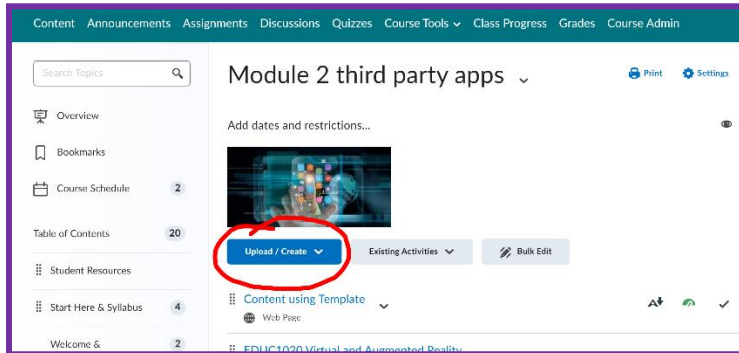 Content Announcements Assignments Discussions Quizzes Course Tools Class Progress Grades Course Admin
Search Topics
Module 2 third party apps
Print
Settings
Overview
Add dates and restrictions...
Bookmarks
Course Schedule 2
Table of Contents 20
Upload / Create
Existing Activities
Bulk Edit
Student Resources
Start Here & Syllabus 4
Content using Template
Web Page
Welcome & 2
EDUC1020 Virtual and Augmented Reality